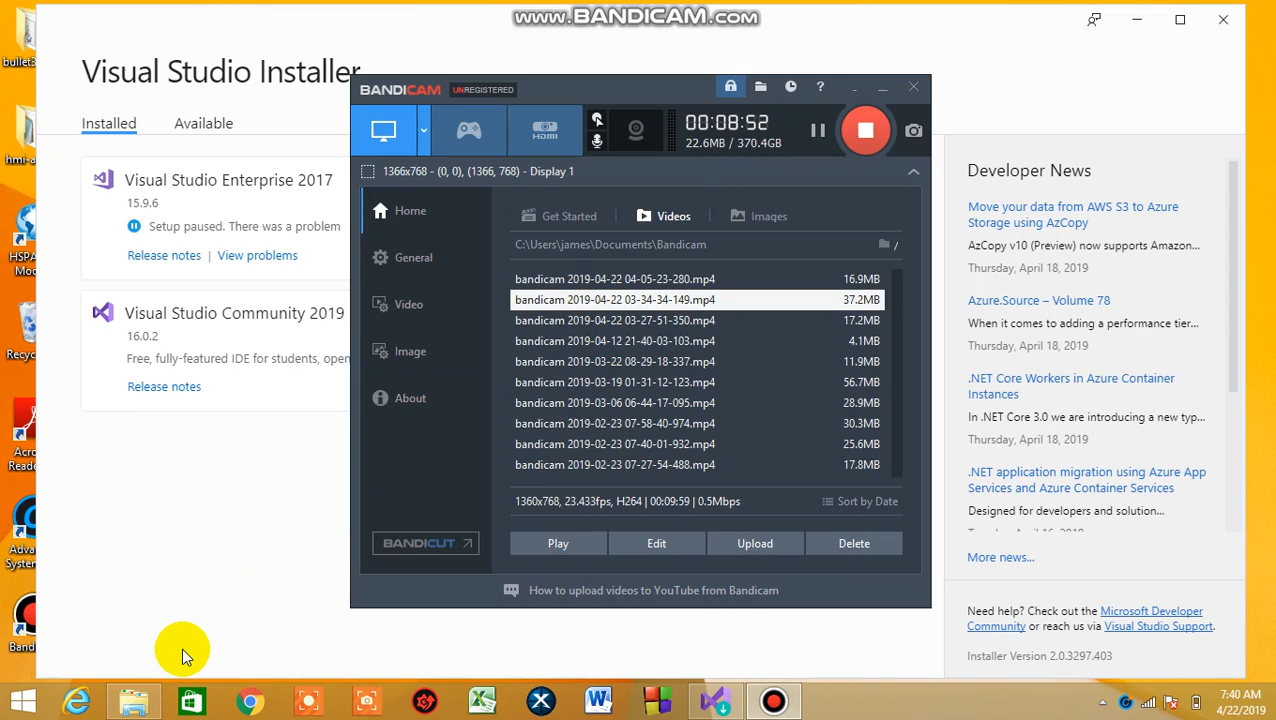 www.BANDICAM.com
bullet3
Visual Studio Installer
BANDICAM UNREGISTERED
Installed
Available
hmi-a
HDMI
00:08:52
22.6MB / 370.4GB
1366x768 - (0, 0), (1366, 768) - Display 1
Visual Studio Enterprise 2017
15.9.6
Setup paused. There was a problem
Release notes | View problems
HSPA
Mod
Visual Studio Community 2019
16.0.2
Free, fully-featured IDE for students, open
Release notes
Recyc
Acro
Reade
Adva
System
Band
Home
General
Video
Image
About
BANDICUT
Get Started
Videos
Images
C:\Users\james\Documents\Bandicam
bandicam 2019-04-22 04-05-23-280.mp4 16.9MB
bandicam 2019-04-22 03-34-34-149.mp4 37.2MB
bandicam 2019-04-22 03-27-51-350.mp4 17.2MB
bandicam 2019-04-12 21-40-03-103.mp4 4.1MB
bandicam 2019-03-22 08-29-18-337.mp4 11.9MB
bandicam 2019-03-19 01-31-12-123.mp4 56.7MB
bandicam 2019-03-06 06-44-17-095.mp4 28.9MB
bandicam 2019-02-23 07-58-40-974.mp4 30.3MB
bandicam 2019-02-23 07-40-01-932.mp4 25.6MB
bandicam 2019-02-23 07-27-54-488.mp4 17.8MB
1360x768, 23.433fps, H264 | 00:09:59 | 0.5Mbps
Sort by Date
Play
Edit
Upload
Delete
How to upload videos to YouTube from Bandicam
Developer News
Move your data from AWS S3 to Azure
Storage using AzCopy
AzCopy v10 (Preview) now supports Amazon...
Thursday, April 18, 2019
Azure.Source – Volume 78
When it comes to adding a performance tier...
Thursday, April 18, 2019
.NET Core Workers in Azure Container
Instances
In .NET Core 3.0 we are introducing a new typ...
Thursday, April 18, 2019
.NET application migration using Azure App
Services and Azure Container Services
Designed for developers and solution...
More news...
Need help? Check out the Microsoft Developer
Community or reach us via Visual Studio Support.
Installer Version 2.0.3297.403
7:40 AM
4/22/2019